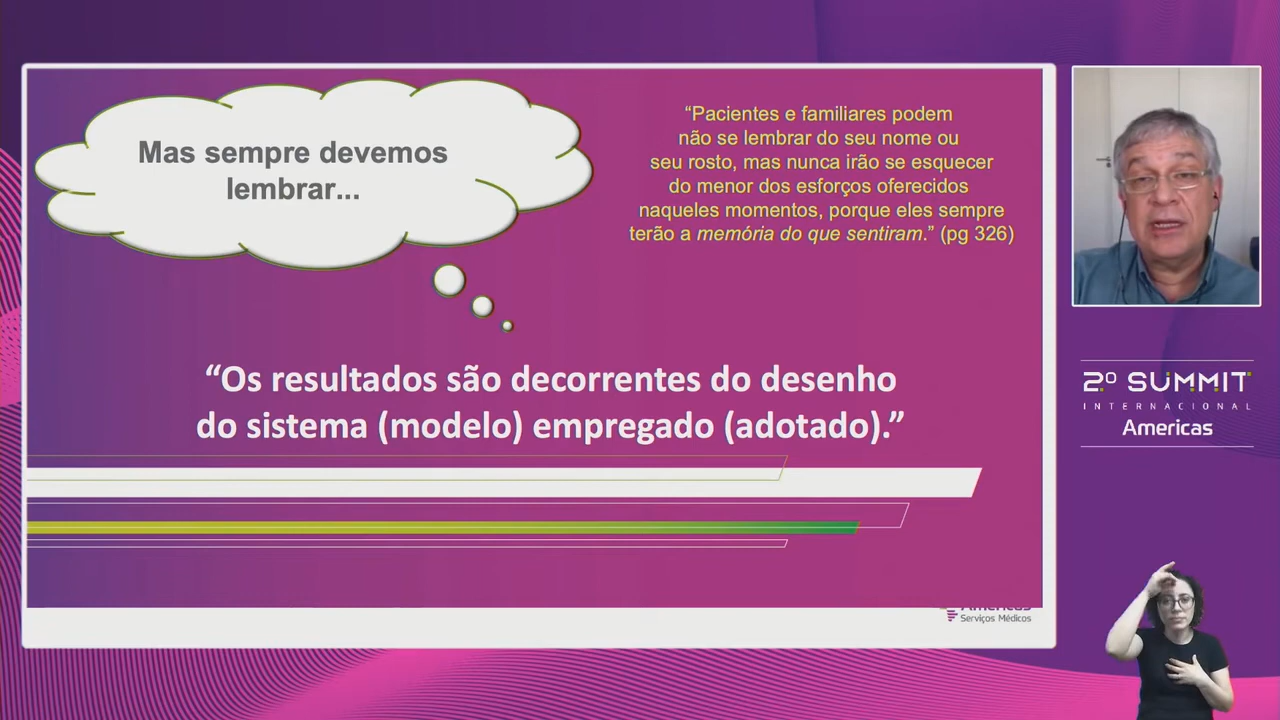 Mas sempre devemos
lembrar...
“Pacientes e familiares podem
não se lembrar do seu nome ou
seu rosto, mas nunca irão se esquecer
do menor dos esforços oferecidos
naqueles momentos, porque eles sempre
terão a memória do que sentiram.” (pg 326)
“Os resultados são decorrentes do desenho
do sistema (modelo) empregado (adotado).”
Americas
Serviços Médicos
2º SUMMIT
INTERNACIONAL
Americas